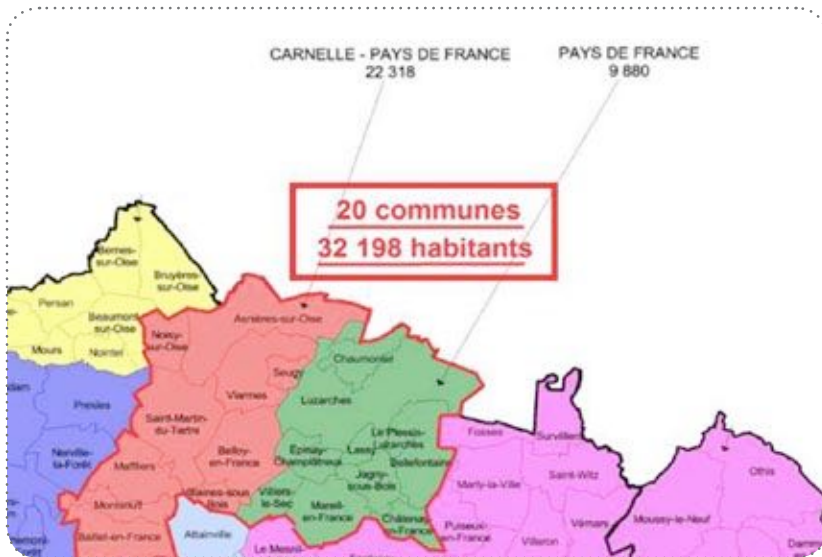 CARNELLE - PAYS DE FRANCE
22 318
PAYS DE FRANCE
9 880
20 communes
32 198 habitants
Bernes-
sur-Oise
Bruyères-
sur-Oise
Persan
Beaumont-
sur-Oise
Mours
Nointel
Noisy-
sur-Oise
Asnières-sur-Oise
Chaumontel
Seugy
Viarmes
Luzarches
Presles
Saint-Martin-
du-Tertre
Le Plessis-
Luzarches
Fosses
Survilliers
Nerville-
la-Forêt
Belloy-
en-France
Epinay-
Champlâtreux
Lassy
Bellefontaine
Maffliers
Jagny-
sous-Bois
Marly-la-Ville
Saint-Witz
Othis
Villaines-sous
Bois
Villiers-
le-Sec
Montsoult
Mareil-
en-France
Châtenay-
en-France
Puiseux-
en-France
Vémars
Moussy-le-Neuf
Baillet-en-France
Attainville
Villeron
Le Mesnil-